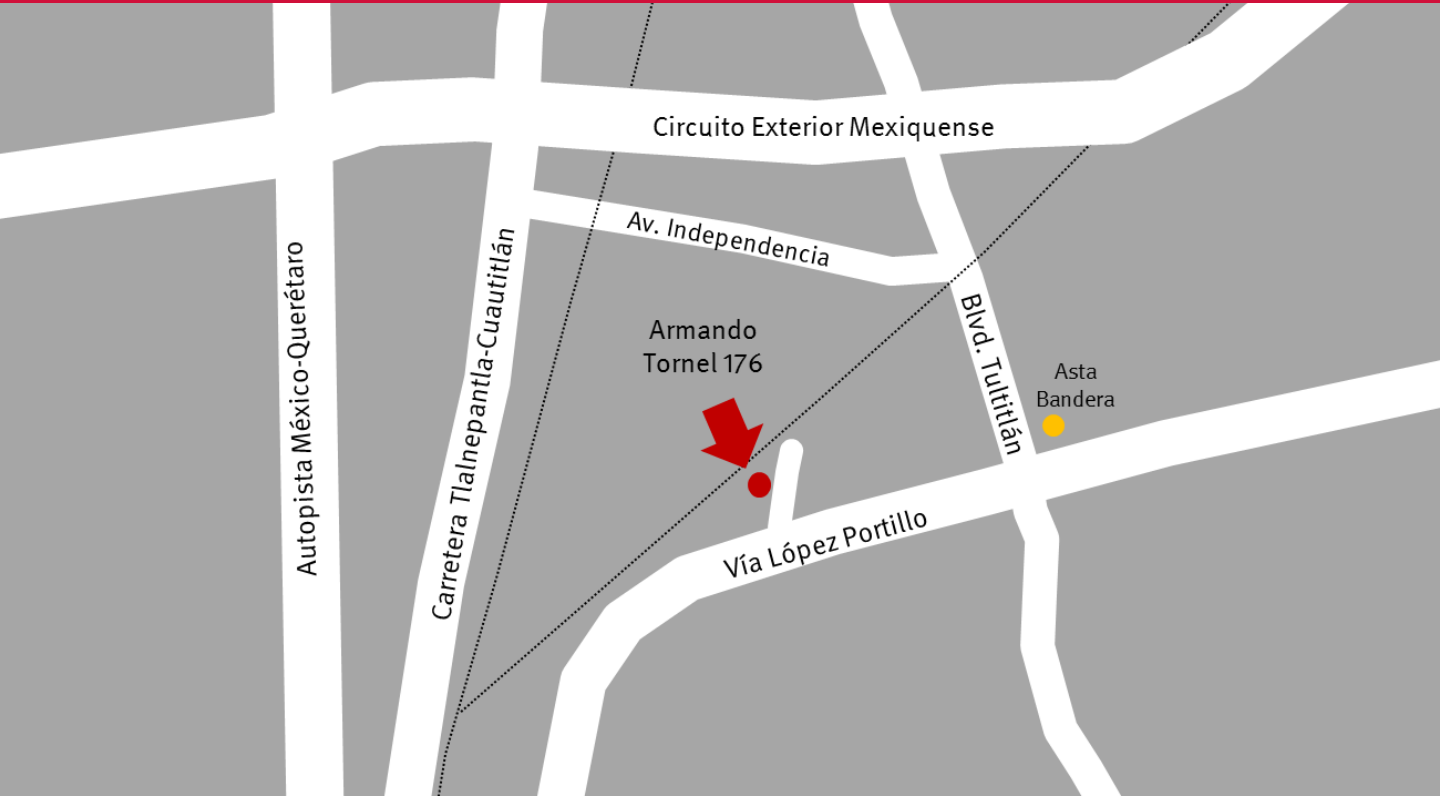 Circuito Exterior Mexiquense
Av. Independencia
Autopista México-Querétaro
Carretera Tlalnepantla-Cuautitlán
Blvd. Tultitlán
Armando
Tornel 176
Asta
Bandera
Vía López Portillo